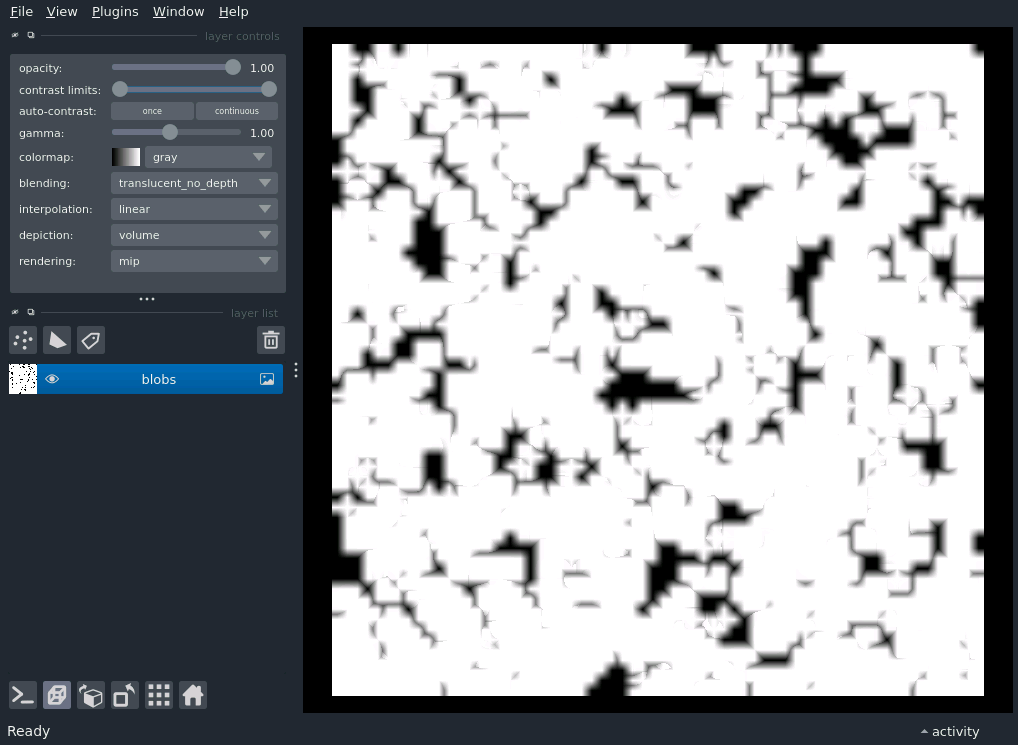 File View Plugins Window Help
layer controls
opacity: 1.00
contrast limits:
auto-contrast: once continuous
gamma: 1.00
colormap: gray
blending: translucent_no_depth
interpolation: linear
depiction: volume
rendering: mip
layer list
blobs
Ready activity